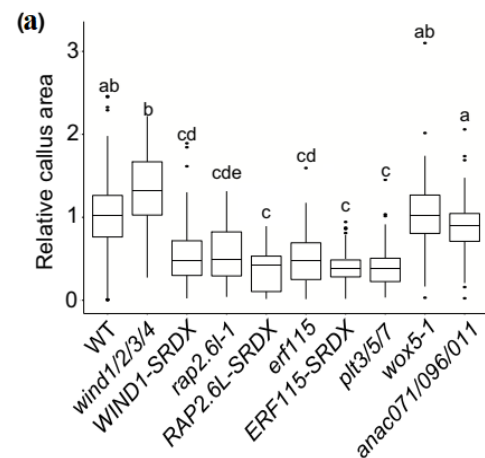 (a)
Relative callus area
3
2
1
0
ab
b
cd
cde
c
cd
c
c
ab
a
WT
wind1/2/3/4
WIND1-SRDX
rap2.6l-1
RAP2.6L-SRDX
erf115
ERF115-SRDX
plt3/5/7
wox5-1
anac071/096/011